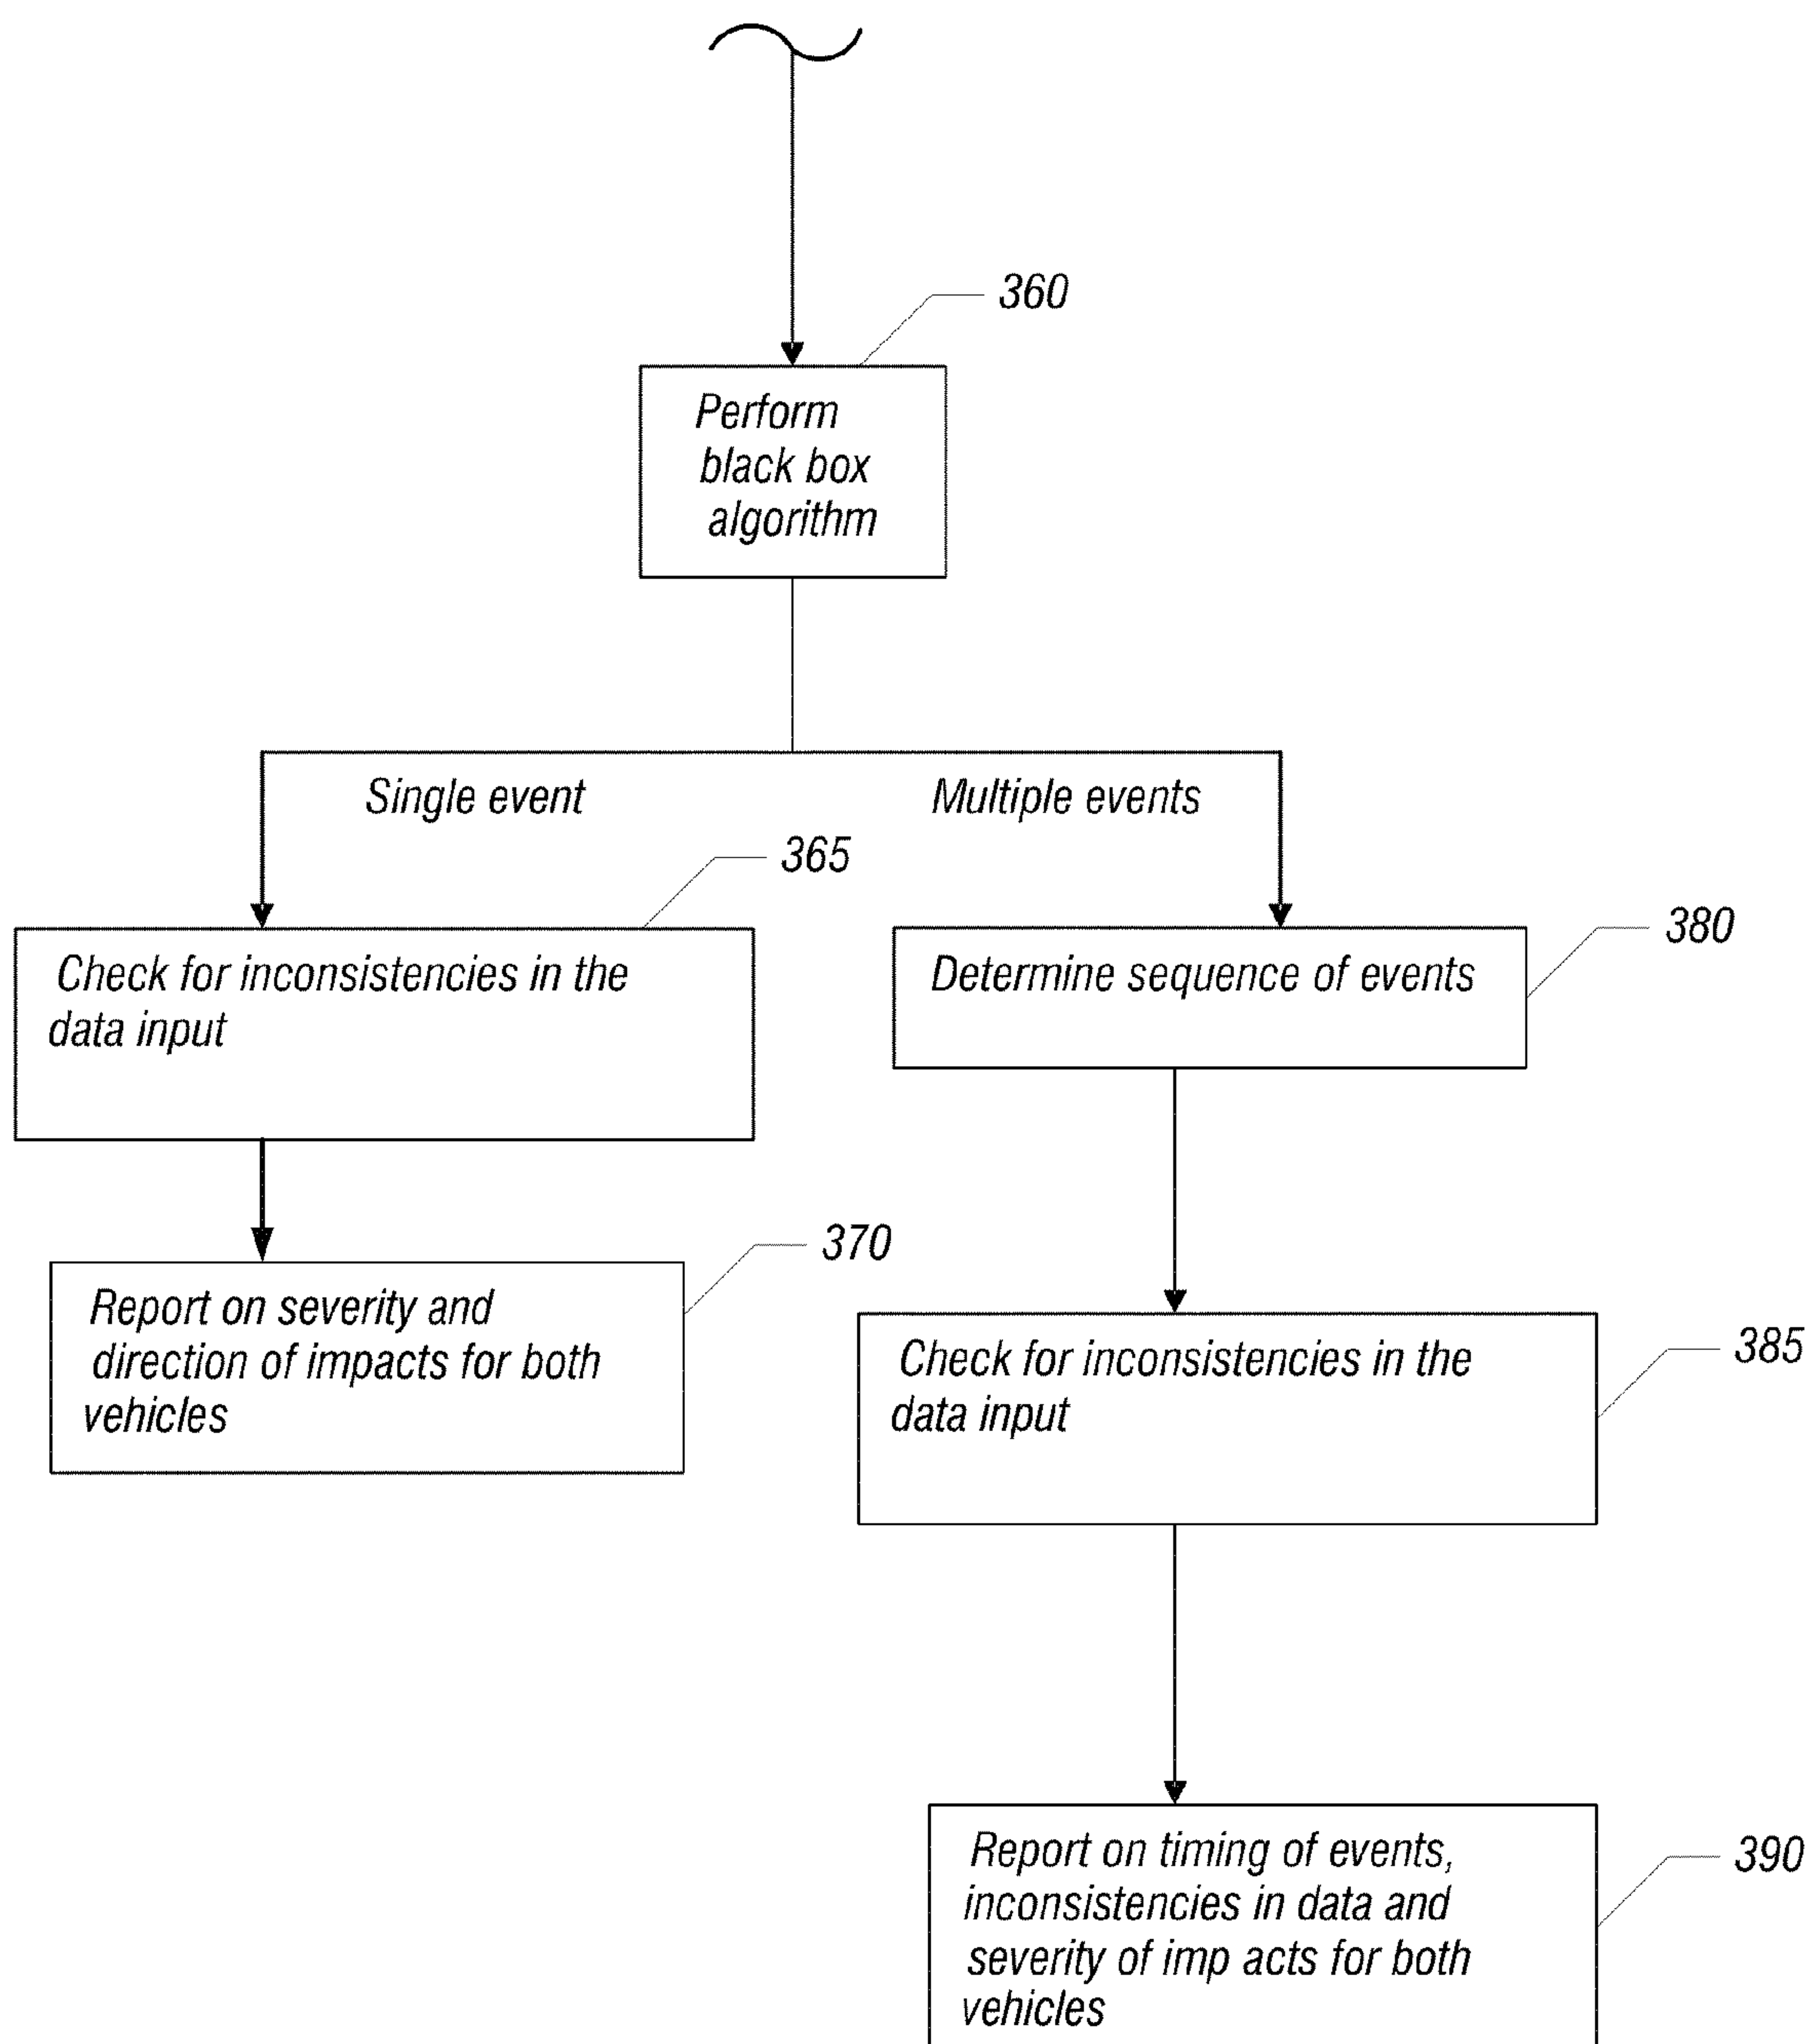 360
Perform
black box
algorithm
Single event
Multiple events
365
Check for inconsistencies in the
data input
380
Determine sequence of events
370
Report on severity and
direction of impacts for both
vehicles
385
Check for inconsistencies in the
data input
390
Report on timing of events,
inconsistencies in data and
severity of imp acts for both
vehicles